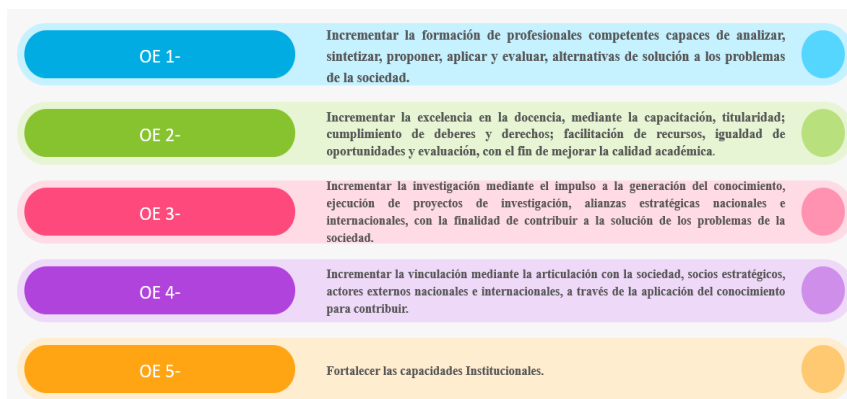 OE 1-
Incrementar la formación de profesionales competentes capaces de analizar,
sintetizar, proponer, aplicar y evaluar, alternativas de solución a los problemas
de la sociedad.
OE 2-
Incrementar la excelencia en la docencia, mediante la capacitación, titularidad;
cumplimiento de deberes y derechos; facilitación de recursos, igualdad de
oportunidades y evaluación, con el fin de mejorar la calidad académica.
OE 3-
Incrementar la investigación mediante el impulso a la generación del conocimiento,
ejecución de proyectos de investigación, alianzas estratégicas nacionales e
internacionales, con la finalidad de contribuir a la solución de los problemas de la
sociedad.
OE 4-
Incrementar la vinculación mediante la articulación con la sociedad, socios estratégicos,
actores externos nacionales e internacionales, a través de la aplicación del conocimiento
para contribuir.
OE 5-
Fortalecer las capacidades Institucionales.